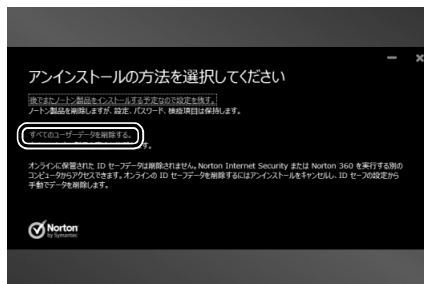 アンインストールの方法を選択してください
後でまたノートン製品をインストールする予定なので設定を残す。
ノートン製品を削除しますが、設定、パスワード、検疫項目は保持します。
すべてのユーザーデータを削除する。
す。
オンラインに保管された ID セーフデータは削除されません。Norton Internet Security または Norton 360 を実行する別の
コンピュータからアクセスできます。オンラインの ID セーフデータを削除するにはアンインストールをキャンセルし、ID セーフの設定から
手動でデータを削除します。
Norton
by Symantec